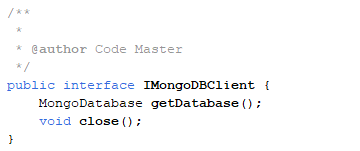 /**
 *
 * @author Code Master
 */
public interface IMongoDBClient {
    MongoDatabase getDatabase();
    void close();
}